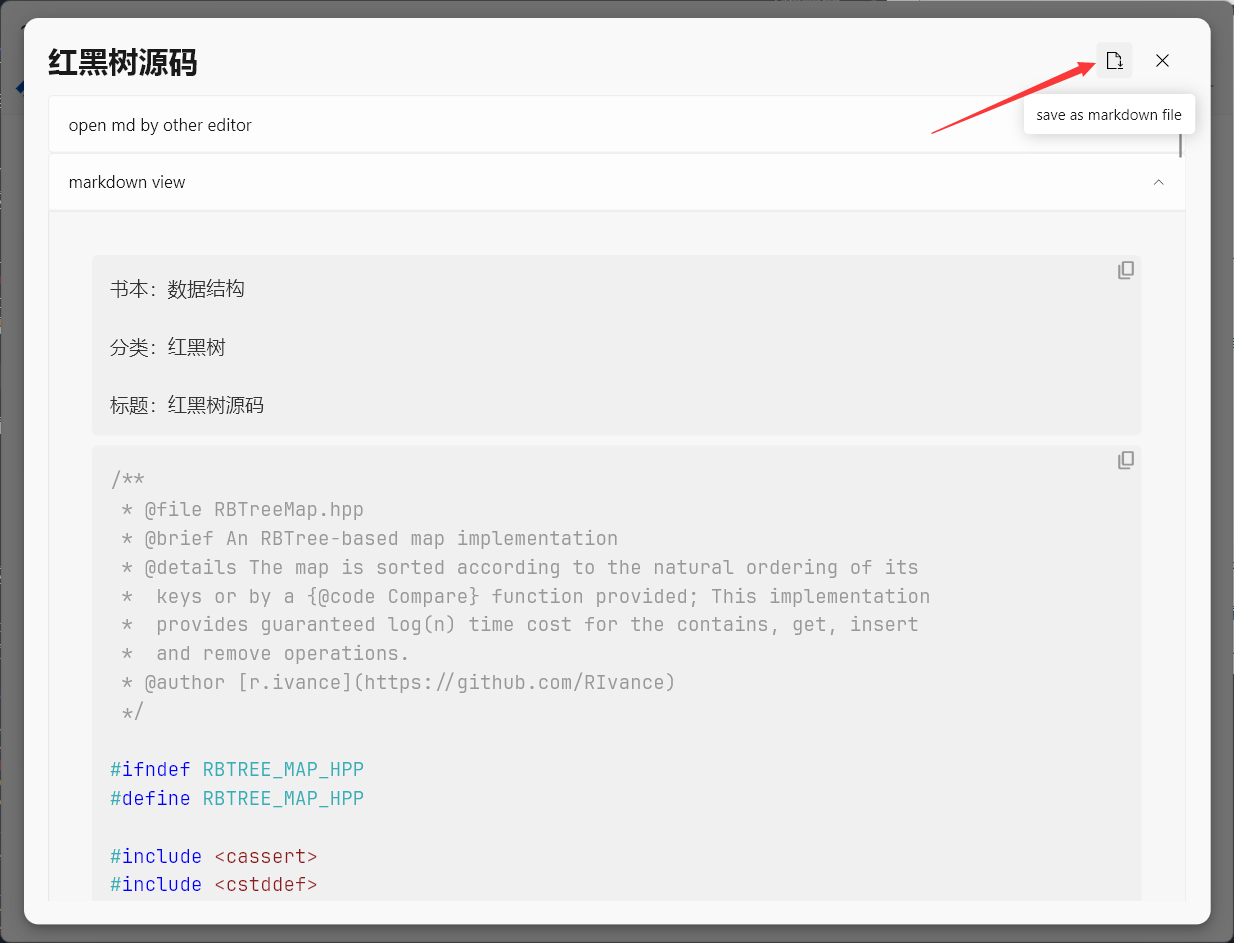 红黑树源码
save as markdown file
open md by other editor
markdown view
书本：数据结构
分类：红黑树
标题：红黑树源码
/**
 * @file RBTreeMap.hpp
 * @brief An RBTree-based map implementation
 * @details The map is sorted according to the natural ordering of its
 *  keys or by a {@code Compare} function provided; This implementation
 *  provides guaranteed log(n) time cost for the contains, get, insert
 *  and remove operations.
 * @author [r.ivance](https://github.com/RIvance)
 */
#ifndef RBTREE_MAP_HPP
#define RBTREE_MAP_HPP
#include <cassert>
#include <cstddef>